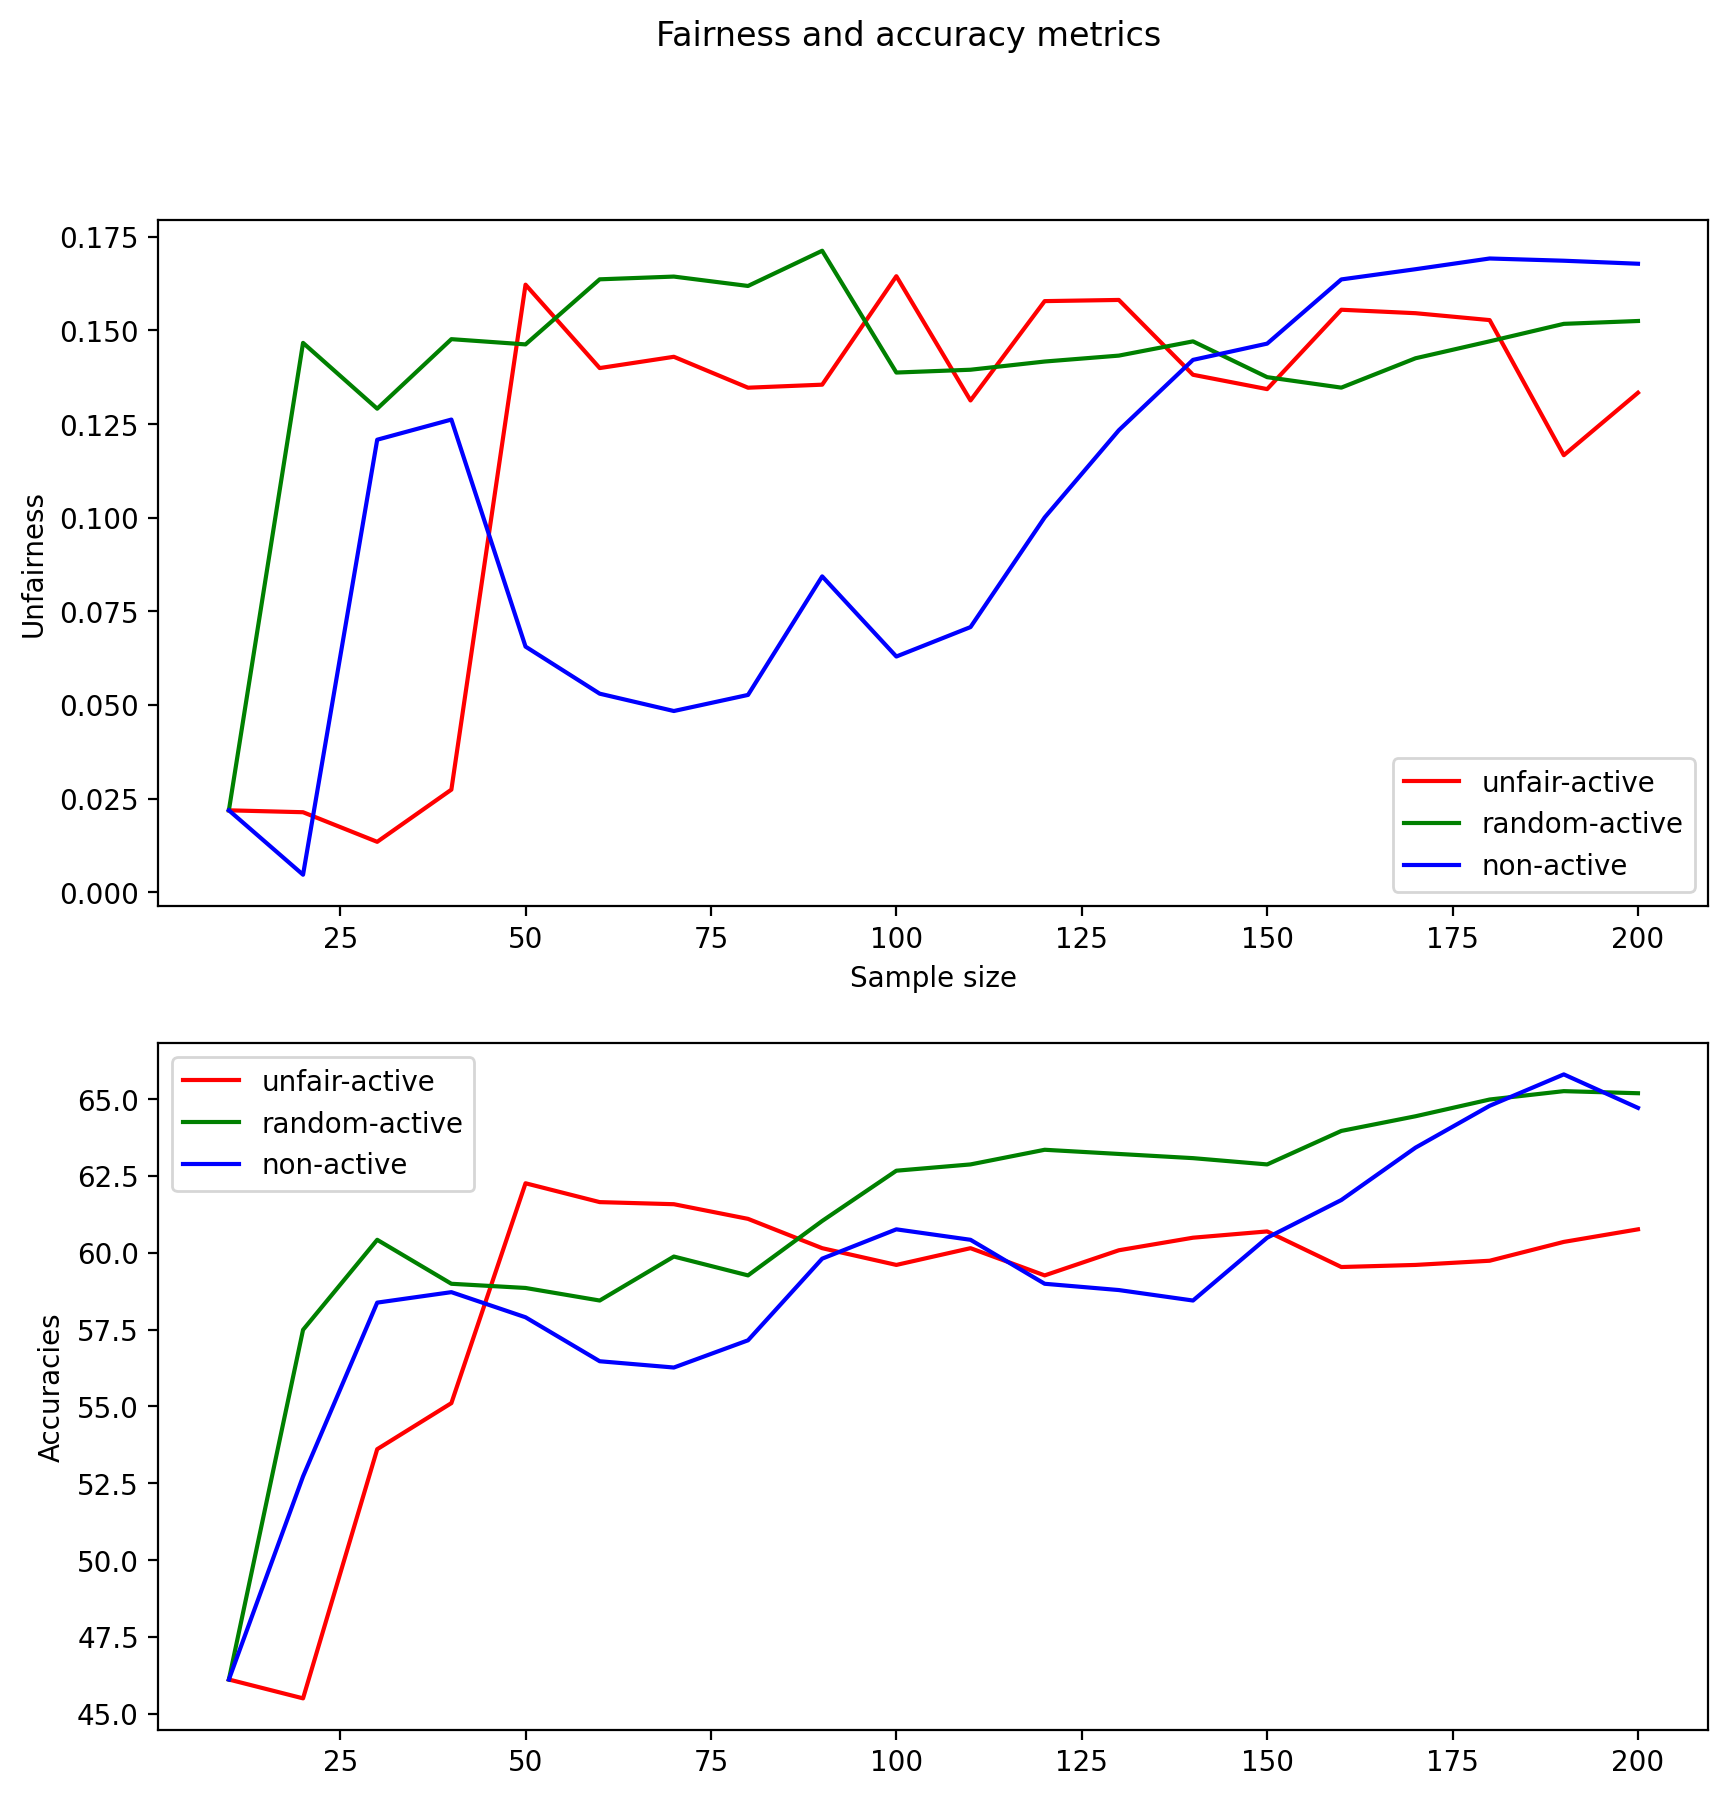 Fairness and accuracy metrics
Unfairness
0.175
0.150
0.125
0.100
0.075
0.050
0.025
0.000
unfair-active
random-active
non-active
25 50 75 100 125 150 175 200
Sample size
Accuracies
65.0
62.5
60.0
57.5
55.0
52.5
50.0
47.5
45.0
unfair-active
random-active
non-active
25 50 75 100 125 150 175 200